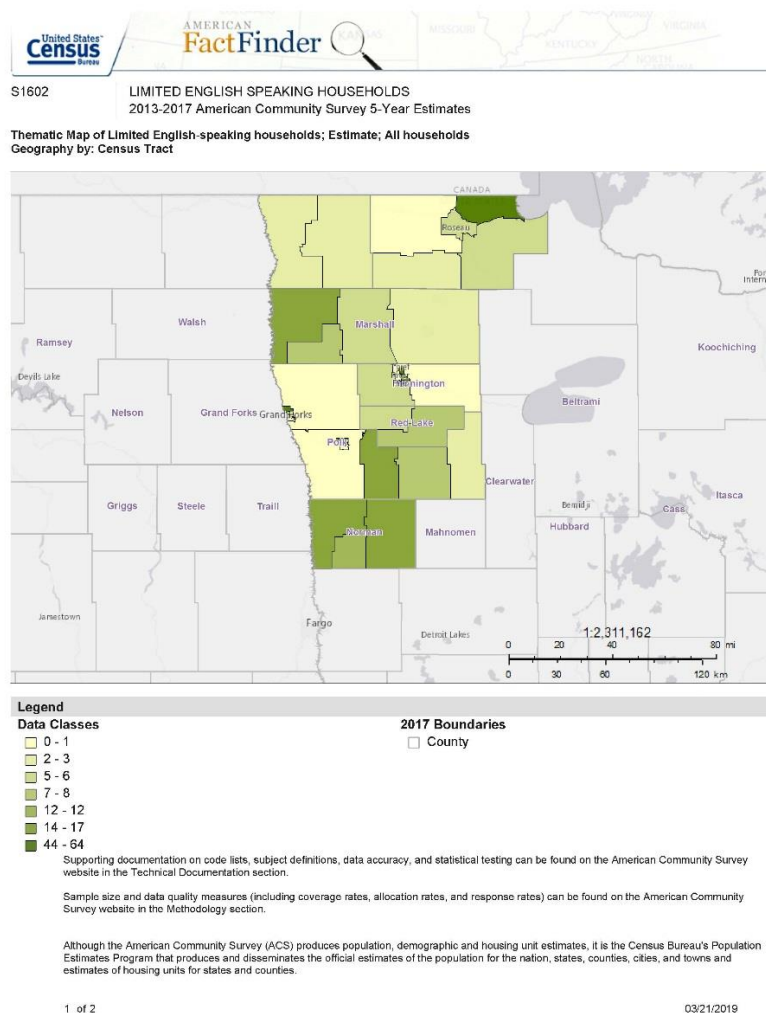 United States®
Census
Bureau
AMERICAN
FactFinder
KANSAS
MISSOURI
KENTUCKY
VIRGINIA
NORTH
CAROLINA
S1602
LIMITED ENGLISH SPEAKING HOUSEHOLDS
2013-2017 American Community Survey 5-Year Estimates
Thematic Map of Limited English-speaking households; Estimate; All households
Geography by: Census Tract
CANADA
Roseau
Walsh
Marshall
Ramsey
Koochiching
Devils Lake
Nelson
Grand Forks
Grand Forks
Red Lake
Beltrami
Polk
Clearwater
Griggs
Steele
Traill
Bemidji
Itasca
Cass
Norman
Mahnomen
Hubbard
Jamestown
Fargo
Detroit Lakes
1:2,311,162
0 20 40 80 mi
0 30 60 120 km
Legend
Data Classes
2017 Boundaries
0 - 1
County
2 - 3
5 - 6
7 - 8
12 - 12
14 - 17
44 - 64
Supporting documentation on code lists, subject definitions, data accuracy, and statistical testing can be found on the American Community Survey
website in the Technical Documentation section.
Sample size and data quality measures (including coverage rates, allocation rates, and response rates) can be found on the American Community
Survey website in the Methodology section.
Although the American Community Survey (ACS) produces population, demographic and housing unit estimates, it is the Census Bureau's Population
Estimates Program that produces and disseminates the official estimates of the population for the nation, states, counties, cities, and towns and
estimates of housing units for states and counties.
1 of 2
03/21/2019